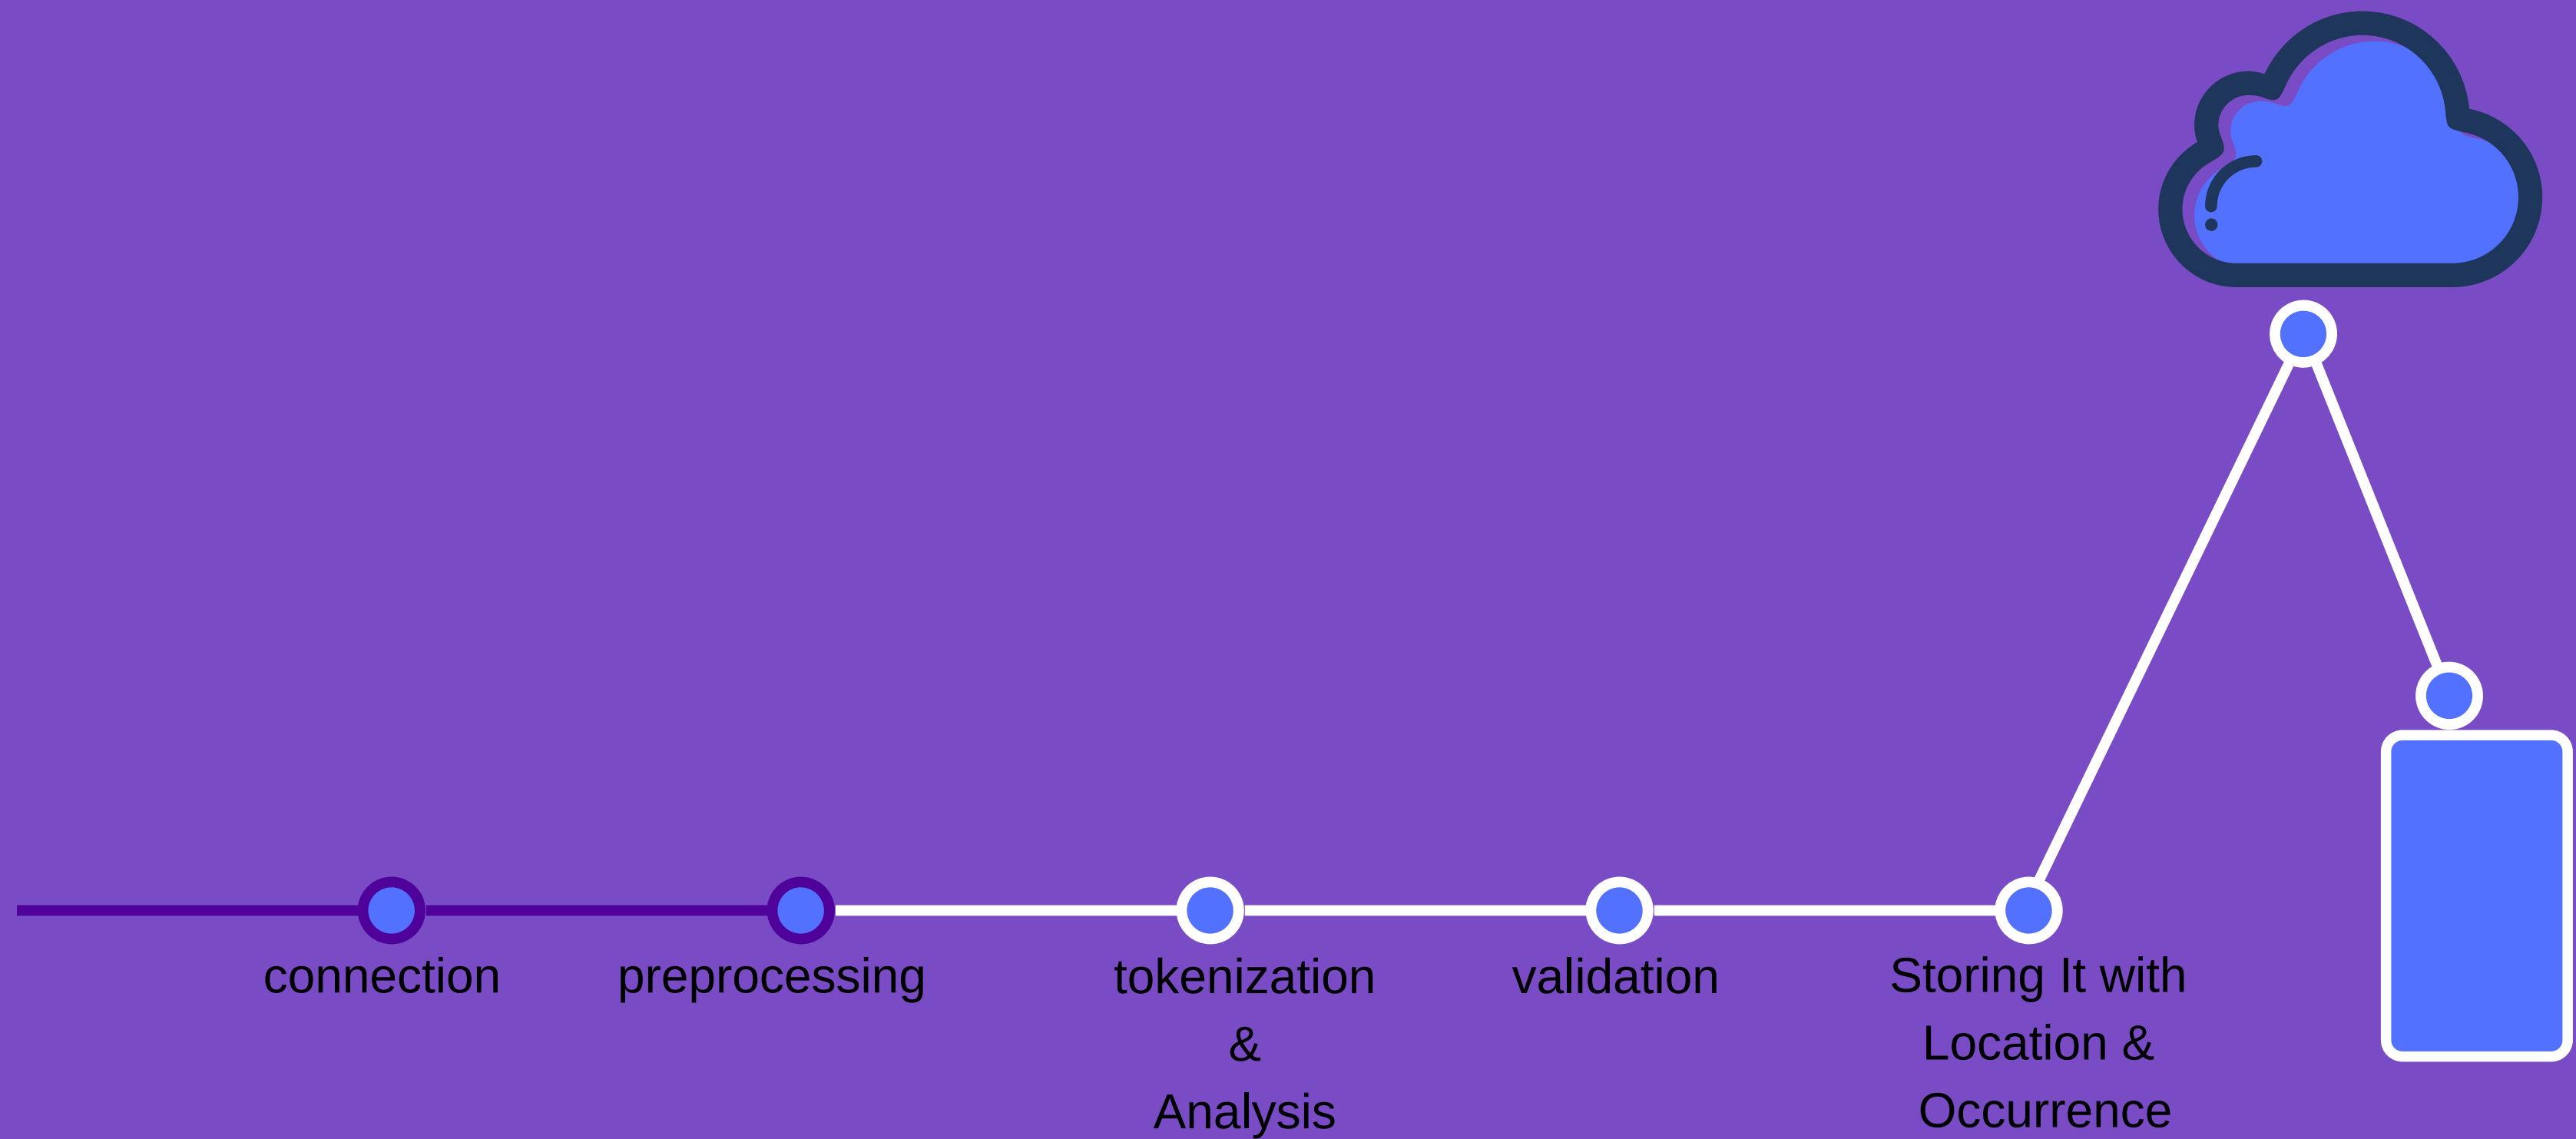 connection
preprocessing
tokenization
&
Analysis
validation
Storing It with
Location &
Occurrence